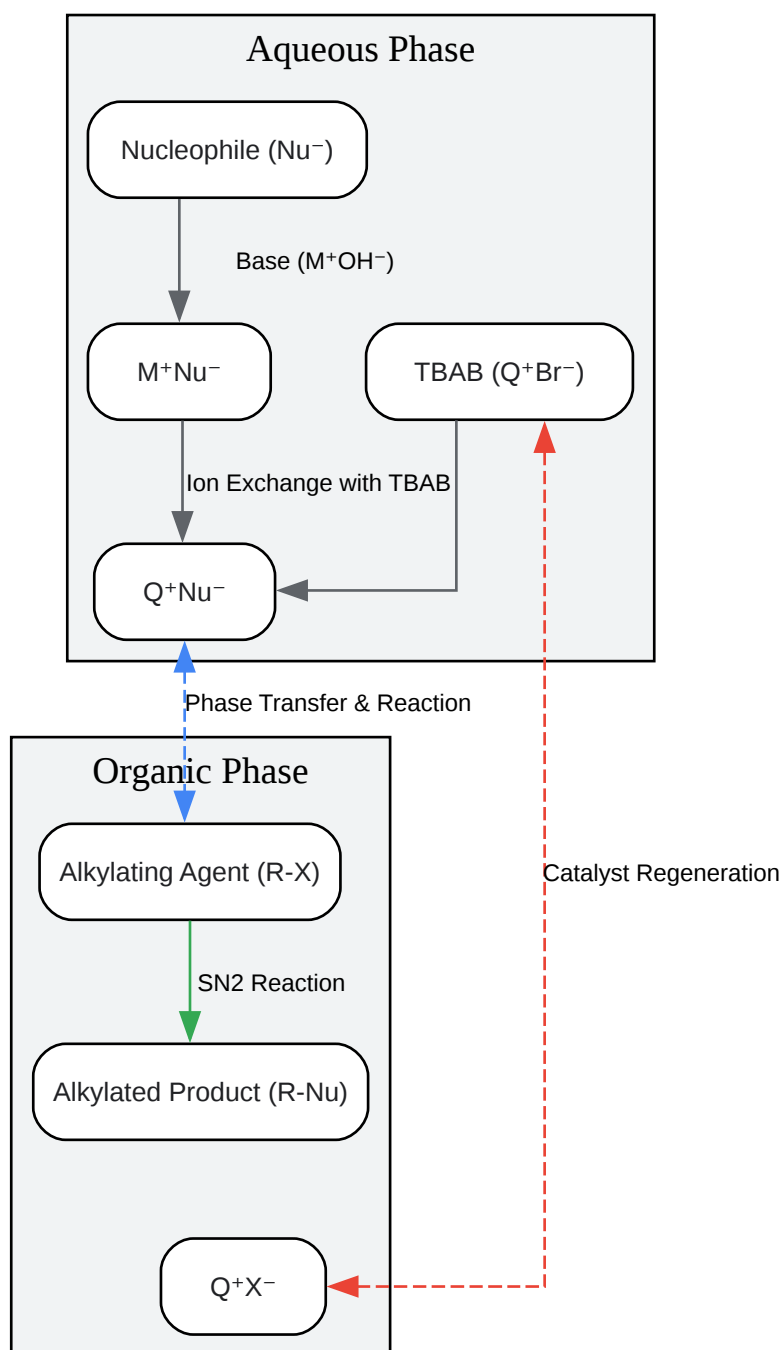 Aqueous Phase
Nucleophile (Nu⁻)
Base (M⁺OH⁻)
M⁺Nu⁻
TBAB (Q⁺Br⁻)
Ion Exchange with TBAB
Q⁺Nu⁻
Phase Transfer & Reaction
Organic Phase
Alkylating Agent (R-X)
Catalyst Regeneration
SN2 Reaction
Alkylated Product (R-Nu)
Q⁺X⁻